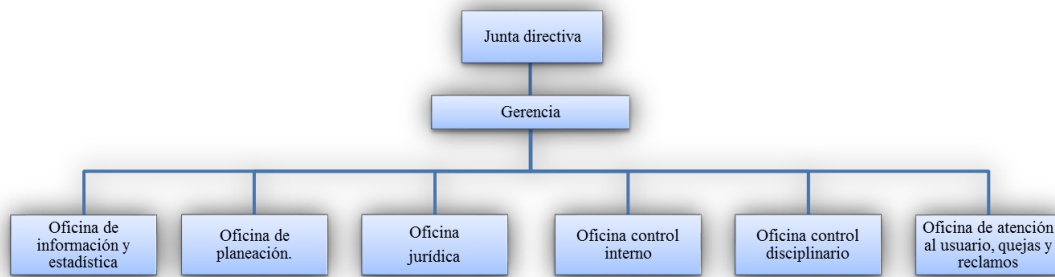 Junta directiva
Gerencia
Oficina de
información y
estadística
Oficina de
planeación.
Oficina
jurídica
Oficina control
interno
Oficina control
disciplinario
Oficina de atención
al usuario, quejas y
reclamos